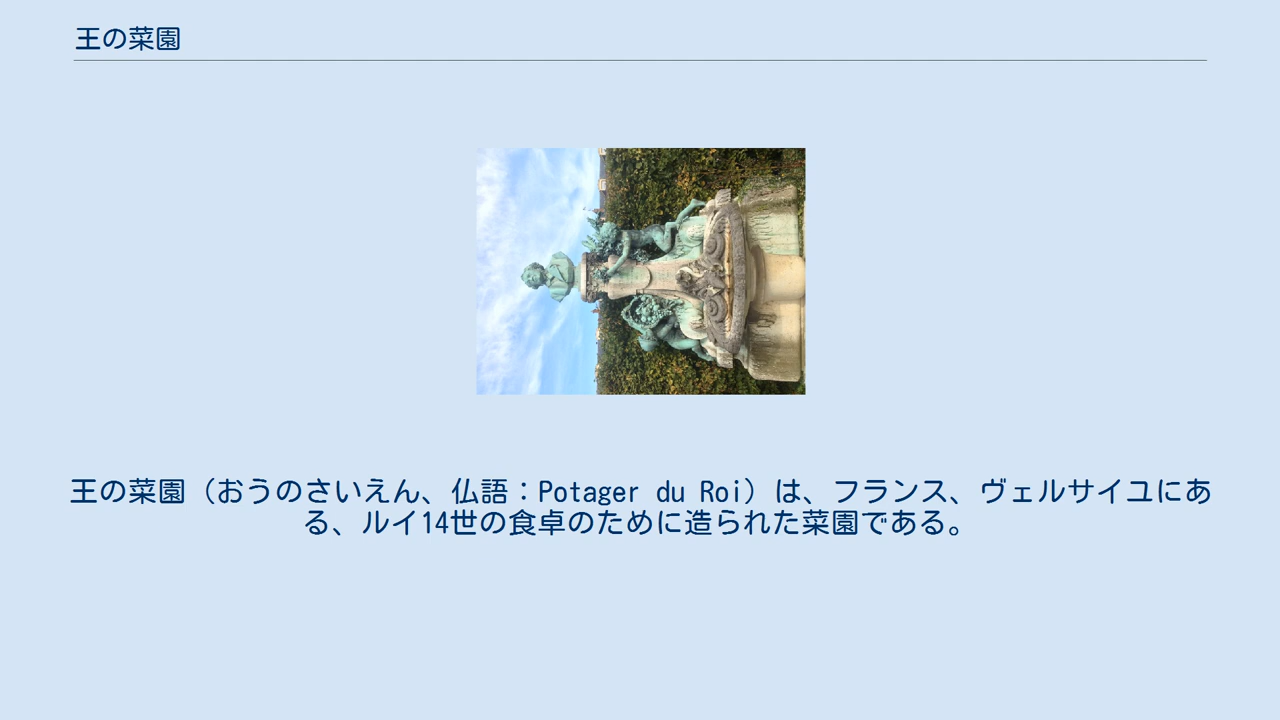 王の菜園
王の菜園（おうのさいえん、仏語：Potager du Roi）は、フランス、ヴェルサイユにあ
る、ルイ14世の食卓のために造られた菜園である。